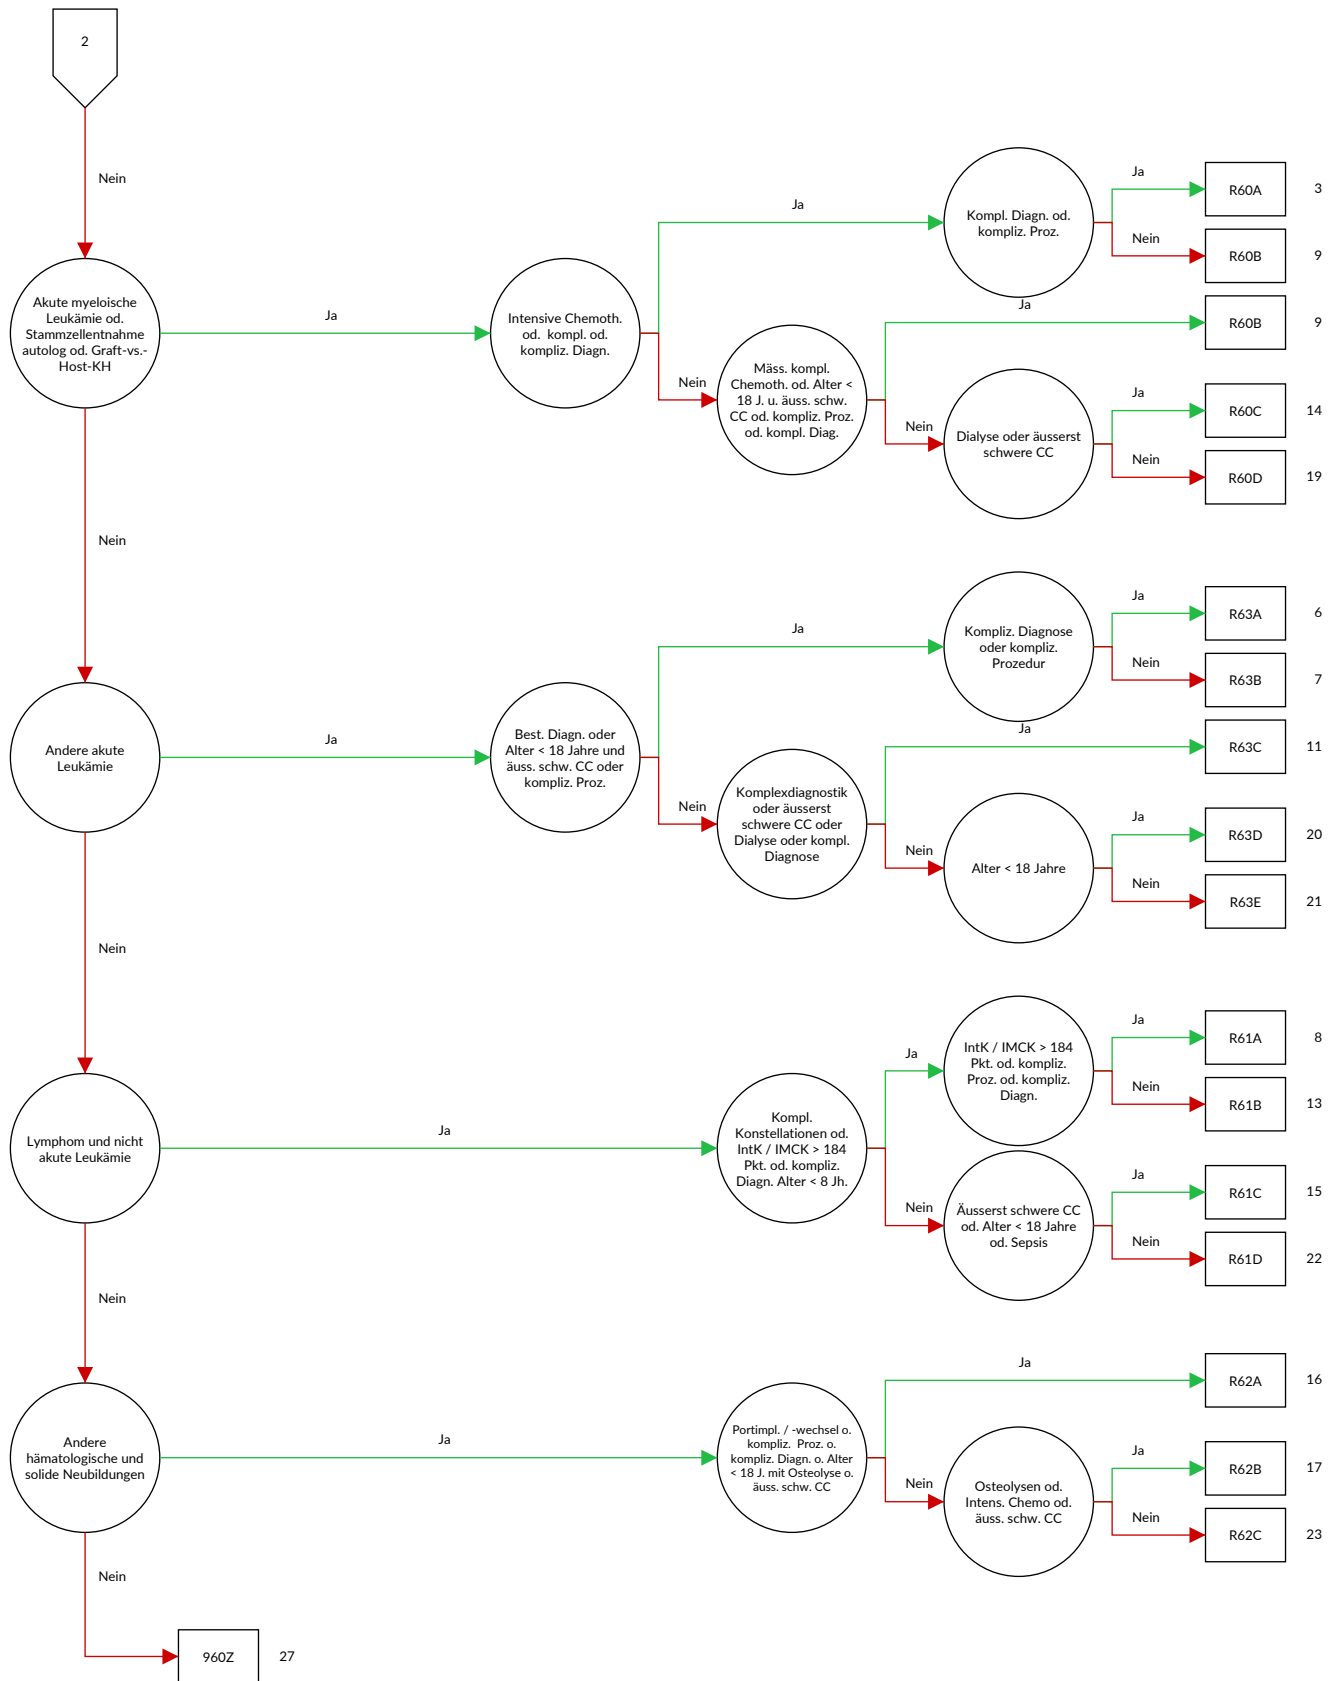 2
Nein
Akute myeloische
Leukämie od.
Stammzellentnahme
autolog od. Graft-vs.-
Host-KH
Ja
Intensive Chemoth.
od. kompl. od.
kompliz. Diagn.
Ja
Kompl. Diagn. od.
kompliz. Proz.
Ja
R60A
3
Nein
R60B
9
Nein
Mäss. kompl.
Chemoth. od. Alter <
18 J. u. äuss. schw.
CC od. kompliz. Proz.
od. kompl. Diag.
Ja
R60B
9
Nein
Dialyse oder äusserst
schwere CC
Ja
R60C
14
Nein
R60D
19
Nein
Andere akute
Leukämie
Ja
Best. Diagn. oder
Alter < 18 Jahre und
äuss. schw. CC oder
kompliz. Proz.
Ja
Kompliz. Diagnose
oder kompliz.
Prozedur
Ja
R63A
6
Nein
R63B
7
Nein
Komplexdiagnostik
oder äusserst
schwere CC oder
Dialyse oder kompl.
Diagnose
Ja
R63C
11
Nein
Alter < 18 Jahre
Ja
R63D
20
Nein
R63E
21
Nein
Lymphom und nicht
akute Leukämie
Ja
Kompl.
Konstellationen od.
IntK / IMCK > 184
Pkt. od. kompliz.
Diagn. Alter < 8 Jh.
Ja
IntK / IMCK > 184
Pkt. od. kompliz.
Proz. od. kompliz.
Diagn.
Ja
R61A
8
Nein
R61B
13
Nein
Äusserst schwere CC
od. Alter < 18 Jahre
od. Sepsis
Ja
R61C
15
Nein
R61D
22
Nein
Andere
hämatologische und
solide Neubildungen
Ja
Portimpl. / -wechsel o.
kompliz. Proz. o.
kompliz. Diagn. o. Alter
< 18 J. mit Osteolyse o.
äuss. schw. CC
Ja
R62A
16
Nein
Osteolysen od.
Intens. Chemo od.
äuss. schw. CC
Ja
R62B
17
Nein
R62C
23
Nein
960Z
27